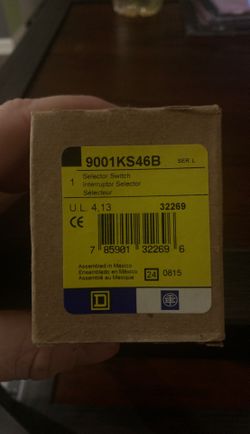 9001KS46B SER. L
1 Selector Switch
Interruptor Selector
Sélecteur
U.L. 4,13 32269
CE
7 85901 32269 6
Assembled in Mexico
Ensamblado en México
Assemblé au Mexique
24 0815
D